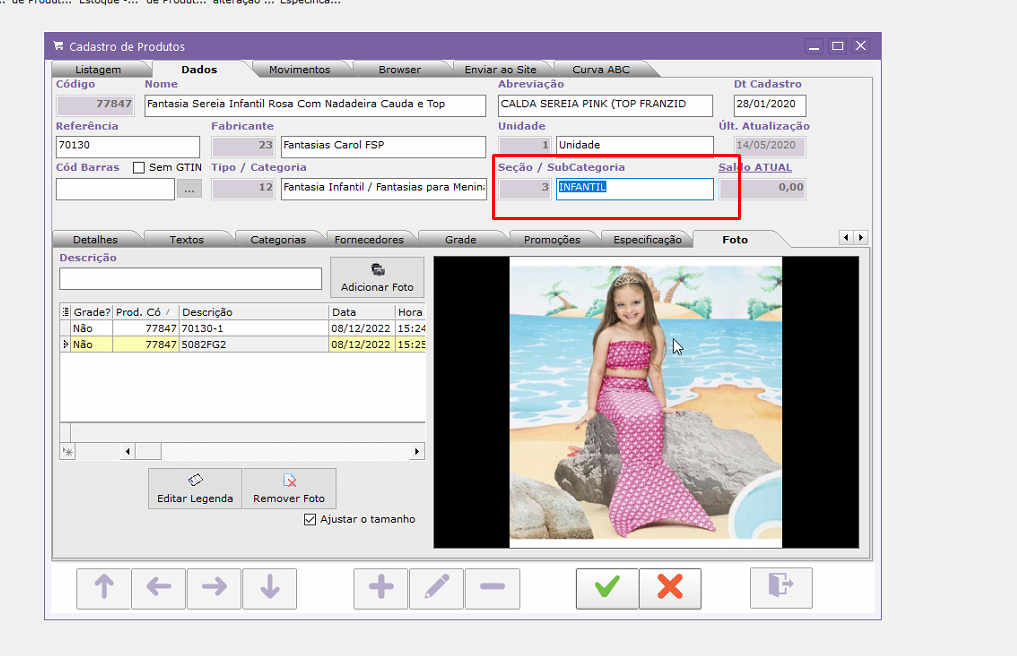 de Produt... Estoque -... de Produt... alteração ... Especifica...
Cadastro de Produtos
Listagem Dados Movimentos Browser Enviar ao Site Curva ABC
Código Nome Abreviação Dt Cadastro
77847 Fantasia Sereia Infantil Rosa Com Nadadeira Cauda e Top CALDA SEREIA PINK (TOP FRANZID 28/01/2020
Referência Fabricante Unidade Últ. Atualização
70130 23 Fantasias Carol FSP 1 Unidade 14/05/2020
Cód Barras Sem GTIN Tipo / Categoria Seção / SubCategoria Saldo ATUAL
... 12 Fantasia Infantil / Fantasias para Menina 3 INFANTIL 0,00
Detalhes Textos Categorias Fornecedores Grade Promoções Especificação Foto
Descrição
Adicionar Foto
Grade? Prod. Có Descrição Data Hora
Não 77847 70130-1 08/12/2022 15:24
Não 77847 5082FG2 08/12/2022 15:25
Editar Legenda Remover Foto
Ajustar o tamanho